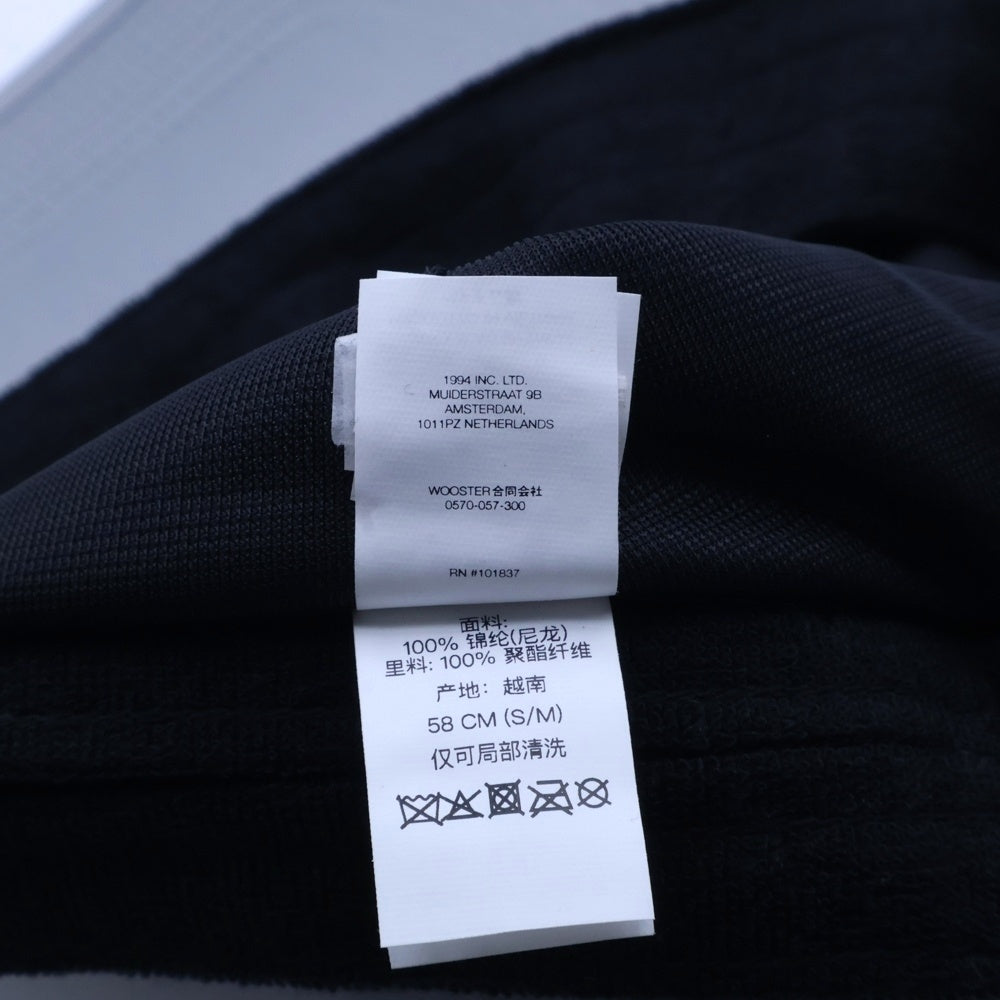 1994 INC. LTD.
MUIDERSTRAAT 9B
AMSTERDAM,
1011PZ NETHERLANDS
WOOSTER合同会社
0570-057-300
RN #101837
面料:
100% 锦纶(尼龙)
里料: 100% 聚酯纤维
产地: 越南
58 CM (S/M)
仅可局部清洗